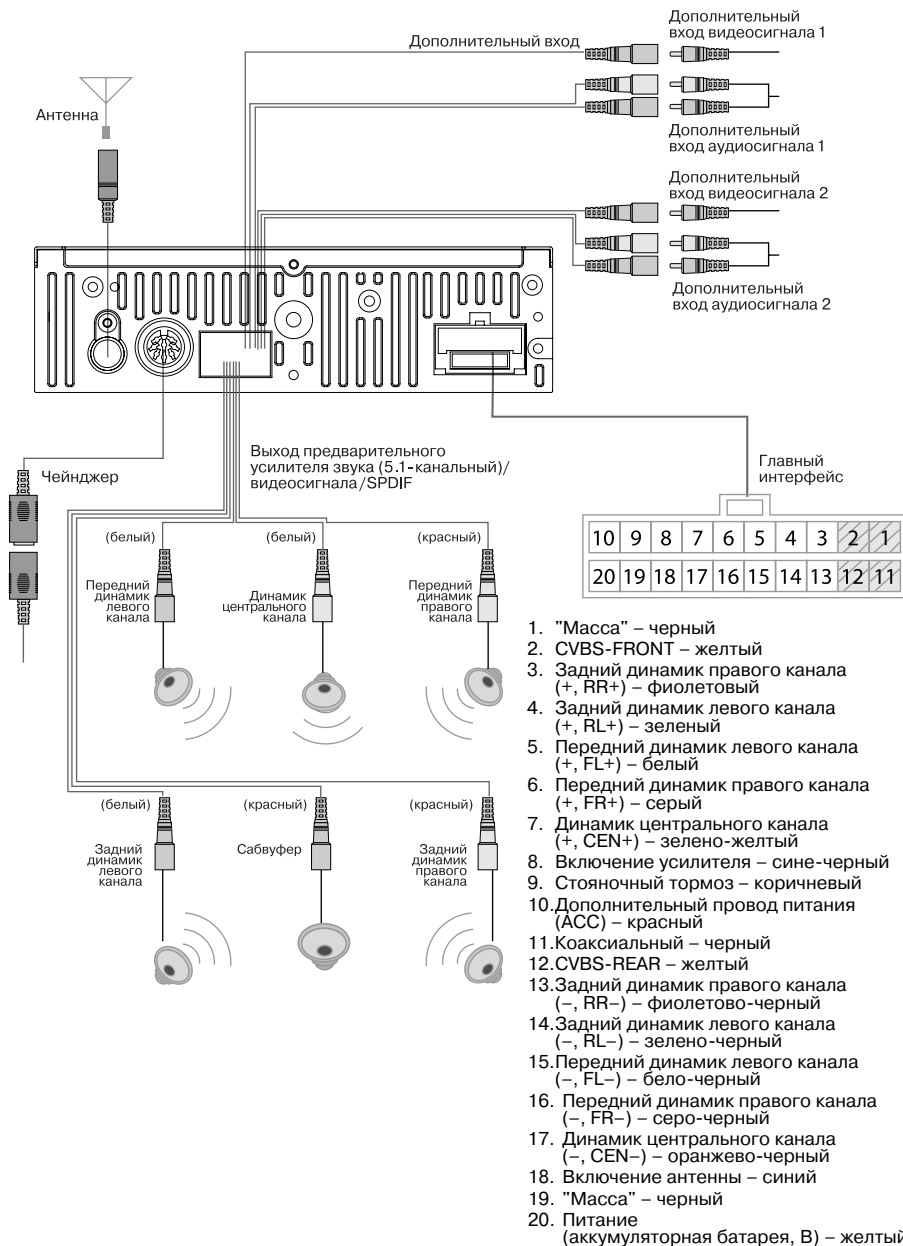 Дополнительный
вход видеосигнала 1
Дополнительный вход
Антенна
Дополнительный
вход аудиосигнала 1
Дополнительный
вход видеосигнала 2
Дополнительный
вход аудиосигнала 2
Чейнджер
Выход предварительного
усилителя звука (5.1-канальный)/
видеосигнала/SPDIF
Главный
интерфейс
10 9 8 7 6 5 4 3 2 1
20 19 18 17 16 15 14 13 12 11
(белый)
(белый)
(красный)
Передний
динамик
левого
канала
Динамик
центрального
канала
Передний
динамик
правого
канала
(белый)
(красный)
(красный)
Задний
динамик
левого
канала
Сабвуфер
Задний
динамик
правого
канала
1. "Масса" – черный
2. CVBS-FRONT – желтый
3. Задний динамик правого канала
(+, RR+) – фиолетовый
4. Задний динамик левого канала
(+, RL+) – зеленый
5. Передний динамик левого канала
(+, FL+) – белый
6. Передний динамик правого канала
(+, FR+) – серый
7. Динамик центрального канала
(+, CEN+) – зелено-желтый
8. Включение усилителя – сине-черный
9. Стояночный тормоз – коричневый
10.Дополнительный провод питания
(ACC) – красный
11.Коаксиальный – черный
12.CVBS-REAR – желтый
13.Задний динамик правого канала
(–, RR–) – фиолетово-черный
14.Задний динамик левого канала
(–, RL–) – зелено-черный
15.Передний динамик левого канала
(–, FL–) – бело-черный
16. Передний динамик правого канала
(–, FR–) – серо-черный
17. Динамик центрального канала
(–, CEN–) – оранжево-черный
18. Включение антенны – синий
19. "Масса" – черный
20. Питание
(аккумуляторная батарея, B) – желтый